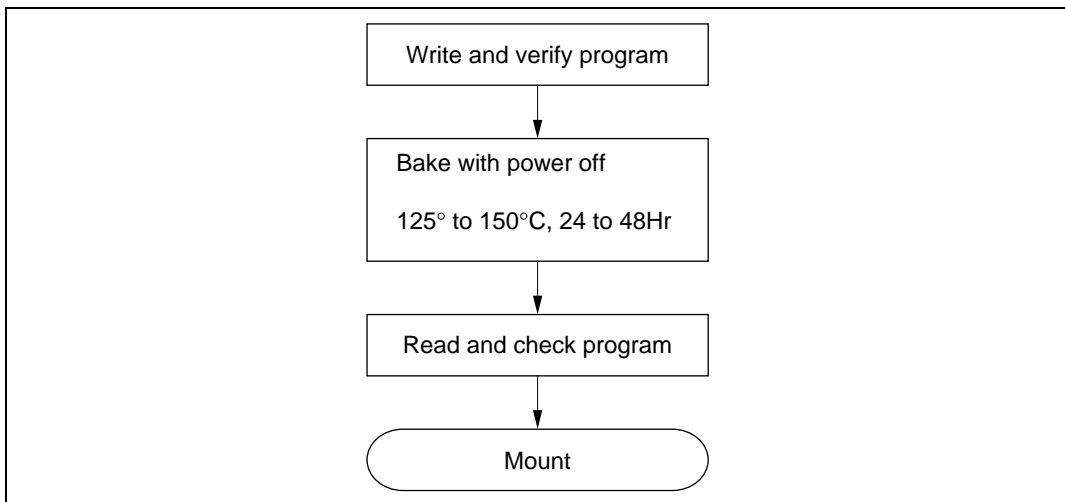 Write and verify program
Bake with power off
125° to 150°C, 24 to 48Hr
Read and check program
Mount